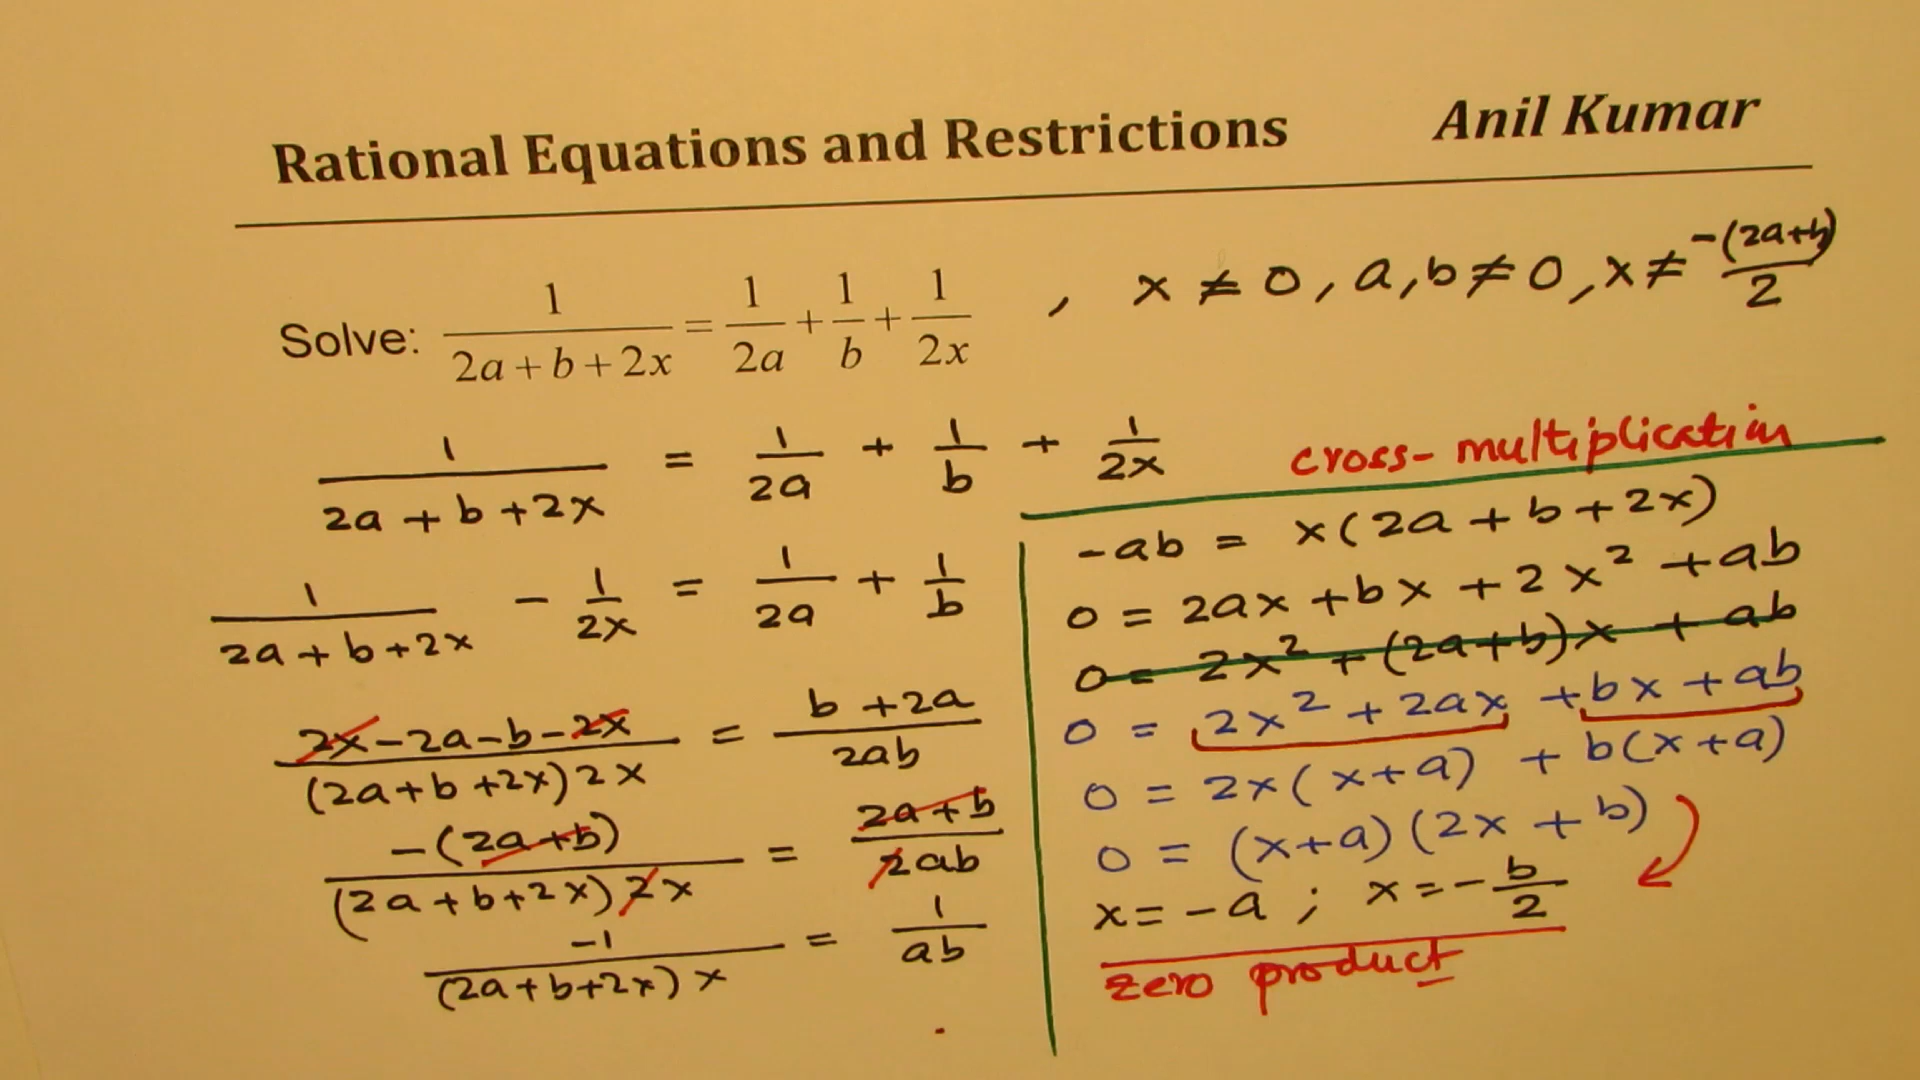 Rational Equations and Restrictions
Anil Kumar
Solve: 1/(2a + b + 2x) = 1/2a + 1/b + 1/2x , x ≠ 0, a, b ≠ 0, x ≠ -(2a+b)/2
1/(2a + b + 2x) = 1/2a + 1/b + 1/2x
1/(2a + b + 2x) - 1/2x = 1/2a + 1/b
(2x - 2a - b - 2x)/((2a + b + 2x) 2x) = (b + 2a)/2ab
-(2a + b)/((2a + b + 2x) 2x) = (2a + b)/2ab
-1/((2a + b + 2x) x) = 1/ab
cross-multiplication
-ab = x(2a + b + 2x)
0 = 2ax + bx + 2x² + ab
0 = 2x² + (2a+b)x + ab
0 = 2x² + 2ax + bx + ab
0 = 2x(x+a) + b(x+a)
0 = (x+a)(2x + b)
x = -a ; x = -b/2
zero product